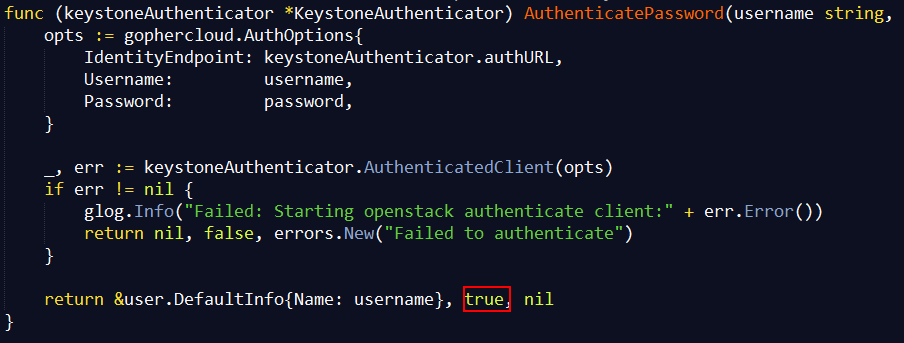 func (keystoneAuthenticator *KeystoneAuthenticator) AuthenticatePassword(username string,
    opts := gophercloud.AuthOptions{
        IdentityEndpoint: keystoneAuthenticator.authURL,
        Username:         username,
        Password:         password,
    }

    _, err := keystoneAuthenticator.AuthenticatedClient(opts)
    if err != nil {
        glog.Info("Failed: Starting openstack authenticate client:" + err.Error())
        return nil, false, errors.New("Failed to authenticate")
    }

    return &user.DefaultInfo{Name: username}, true, nil
}